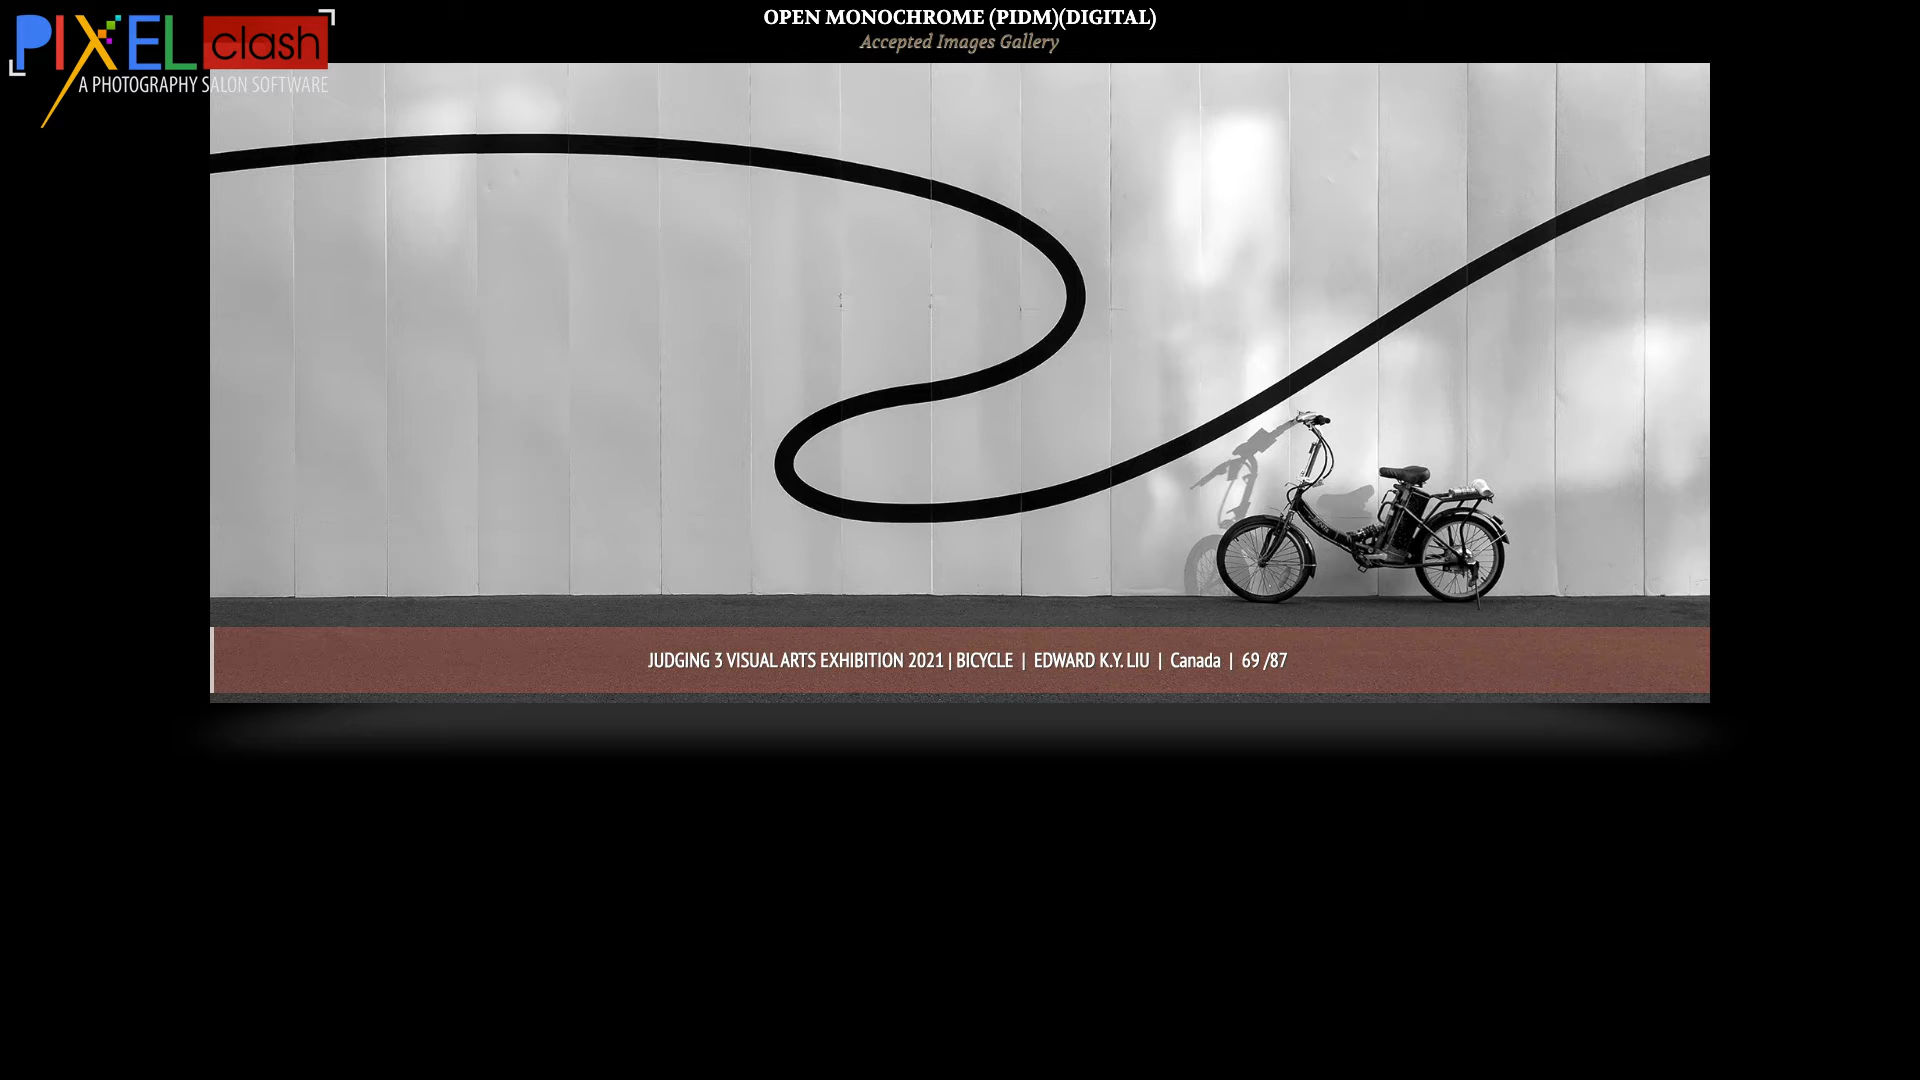 OPEN MONOCHROME (PIDM)(DIGITAL)
Accepted Images Gallery
PIXEL clash
A PHOTOGRAPHY SALON SOFTWARE
JUDGING 3 VISUAL ARTS EXHIBITION 2021 | BICYCLE | EDWARD K.Y. LIU | Canada | 69 /87